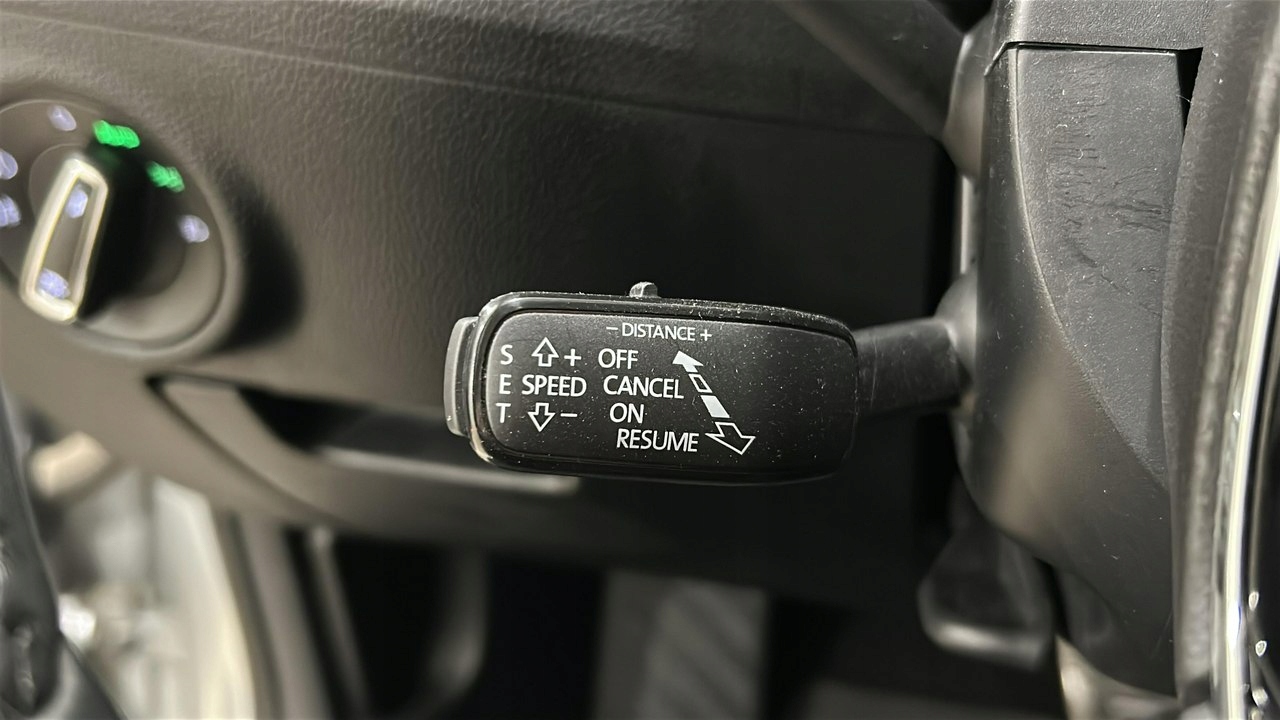 − DISTANCE +
S + OFF
E SPEED CANCEL
T − ON
RESUME